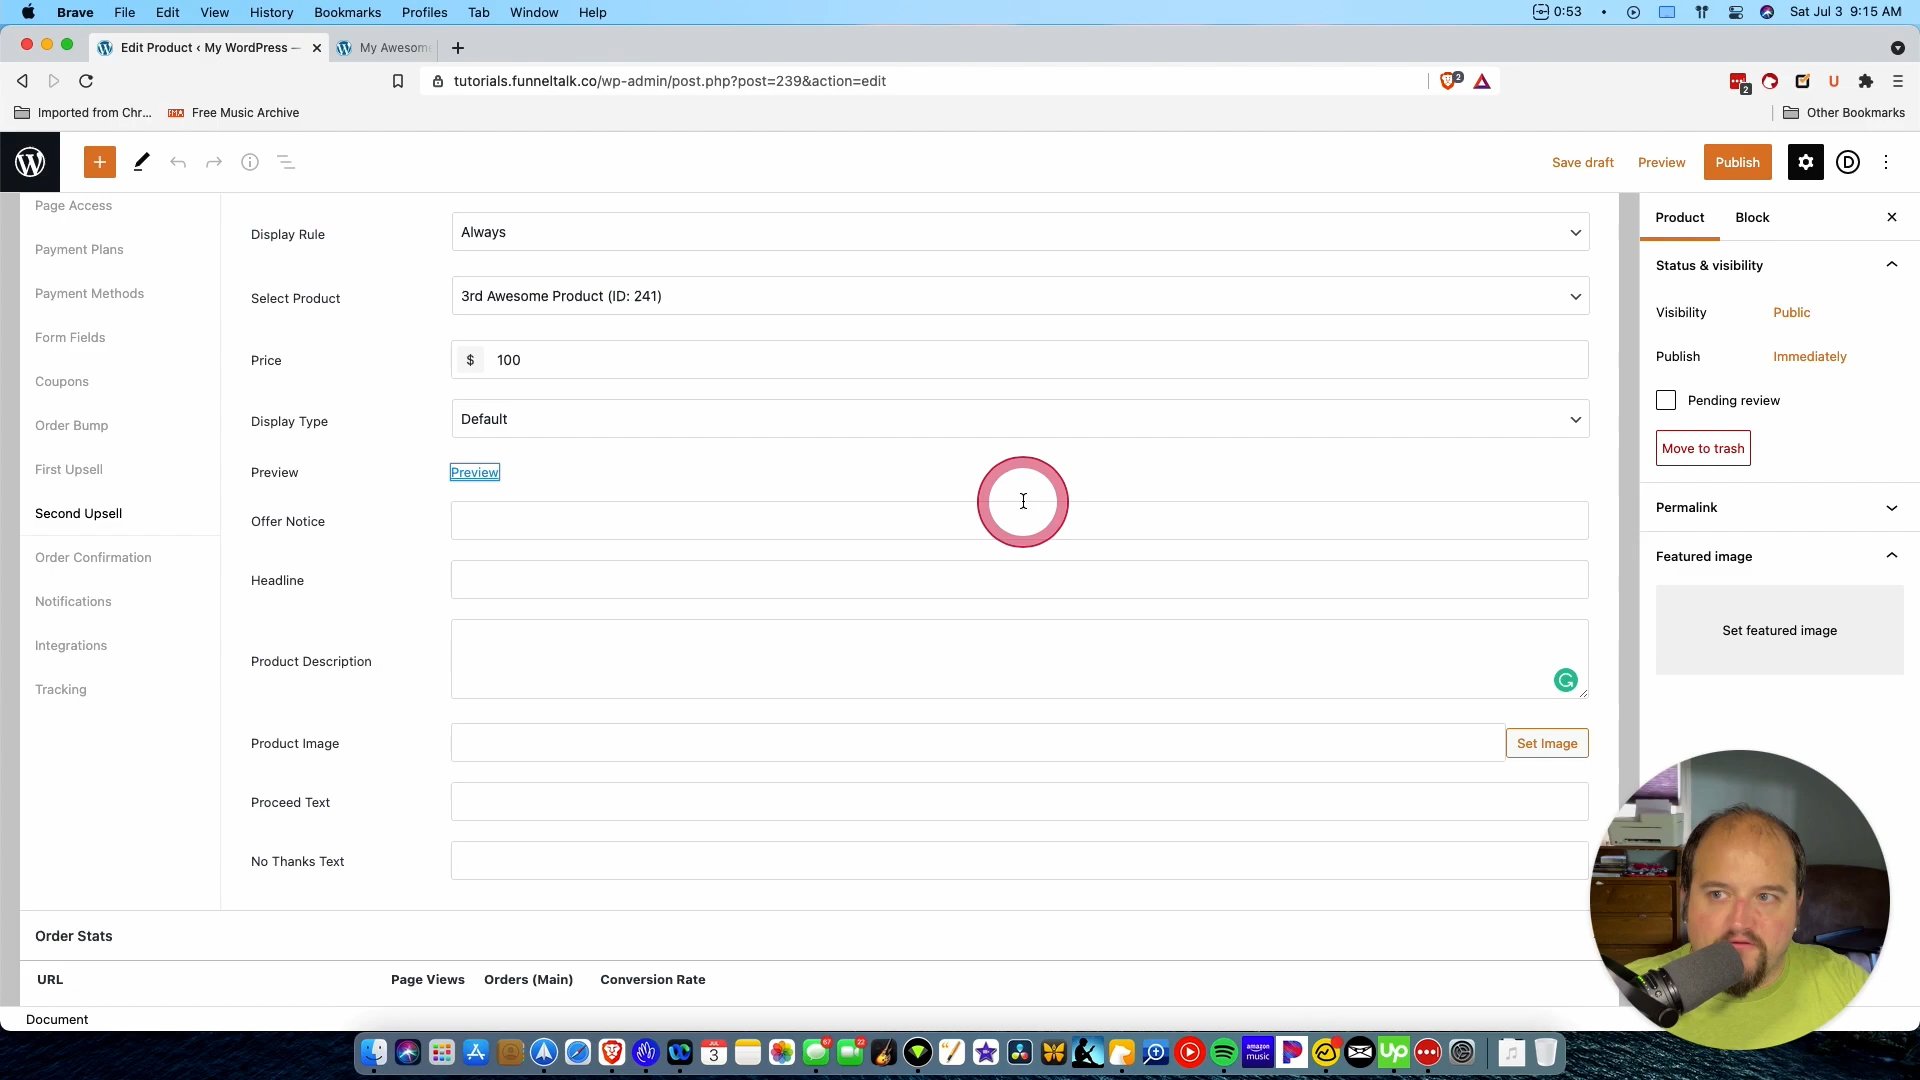 Brave File Edit View History Bookmarks Profiles Tab Window Help 0:53 Sat Jul 3 9:15 AM
Edit Product ‹ My WordPress — My Awesom
tutorials.funneltalk.co/wp-admin/post.php?post=239&action=edit 2 2
Imported from Chr... Free Music Archive Other Bookmarks
Save draft Preview Publish
Page Access
Payment Plans
Payment Methods
Form Fields
Coupons
Order Bump
First Upsell
Second Upsell
Order Confirmation
Notifications
Integrations
Tracking
Display Rule Always
Select Product 3rd Awesome Product (ID: 241)
Price $ 100
Display Type Default
Preview Preview
Offer Notice
Headline
Product Description
Product Image Set Image
Proceed Text
No Thanks Text
Product Block
Status & visibility
Visibility Public
Publish Immediately
Pending review
Move to trash
Permalink
Featured image
Set featured image
Order Stats
URL Page Views Orders (Main) Conversion Rate
Document